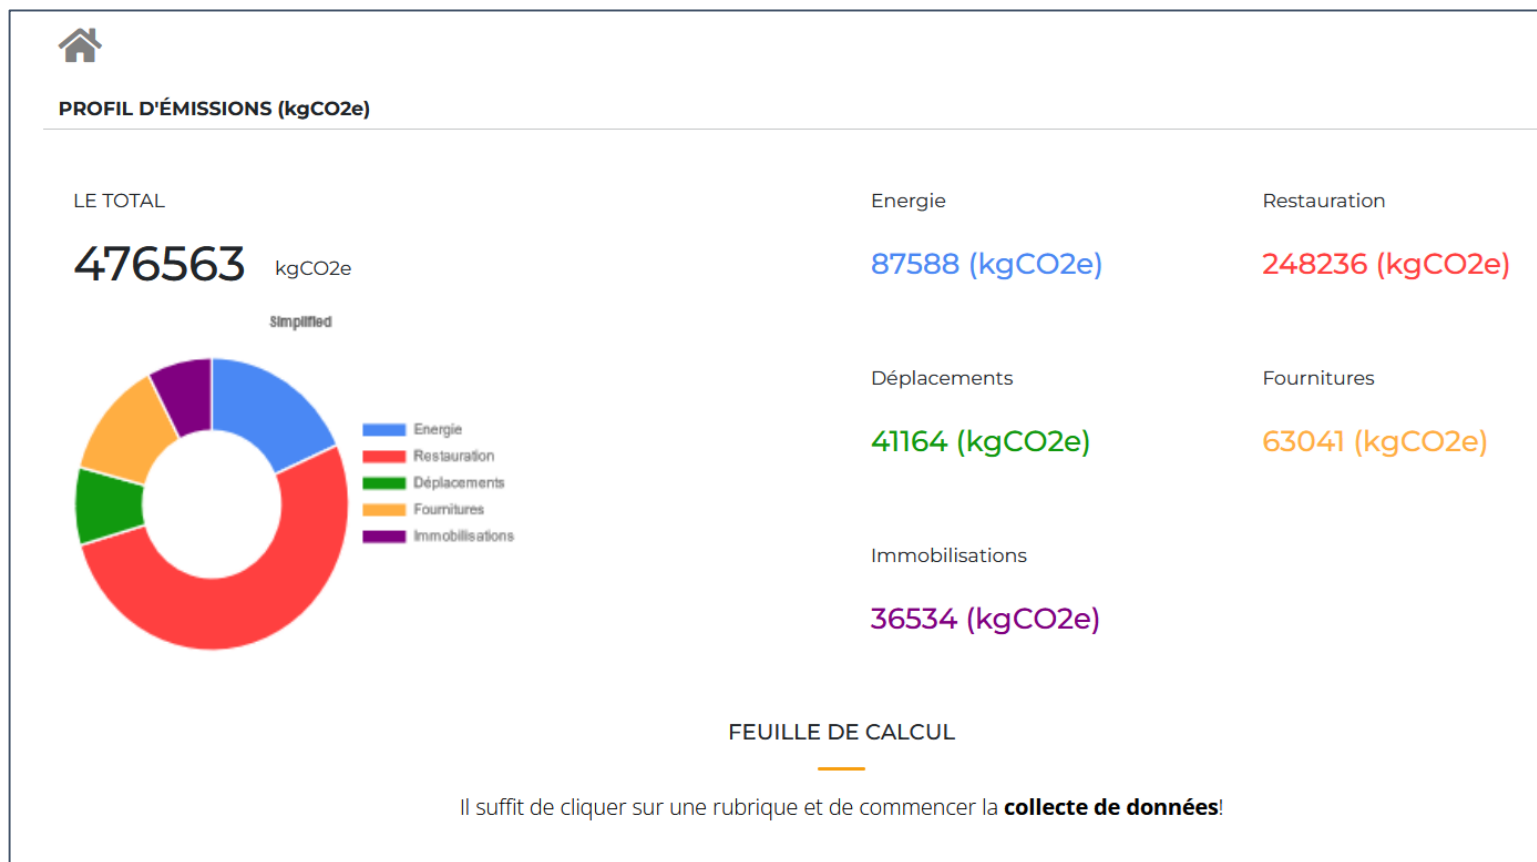 PROFIL D'ÉMISSIONS (kgCO2e)
LE TOTAL
476563 kgCO2e
Simplified
Energie
Restauration
Déplacements
Fournitures
Immobilisations
Energie
87588 (kgCO2e)
Restauration
248236 (kgCO2e)
Déplacements
41164 (kgCO2e)
Fournitures
63041 (kgCO2e)
Immobilisations
36534 (kgCO2e)
FEUILLE DE CALCUL
Il suffit de cliquer sur une rubrique et de commencer la collecte de données!